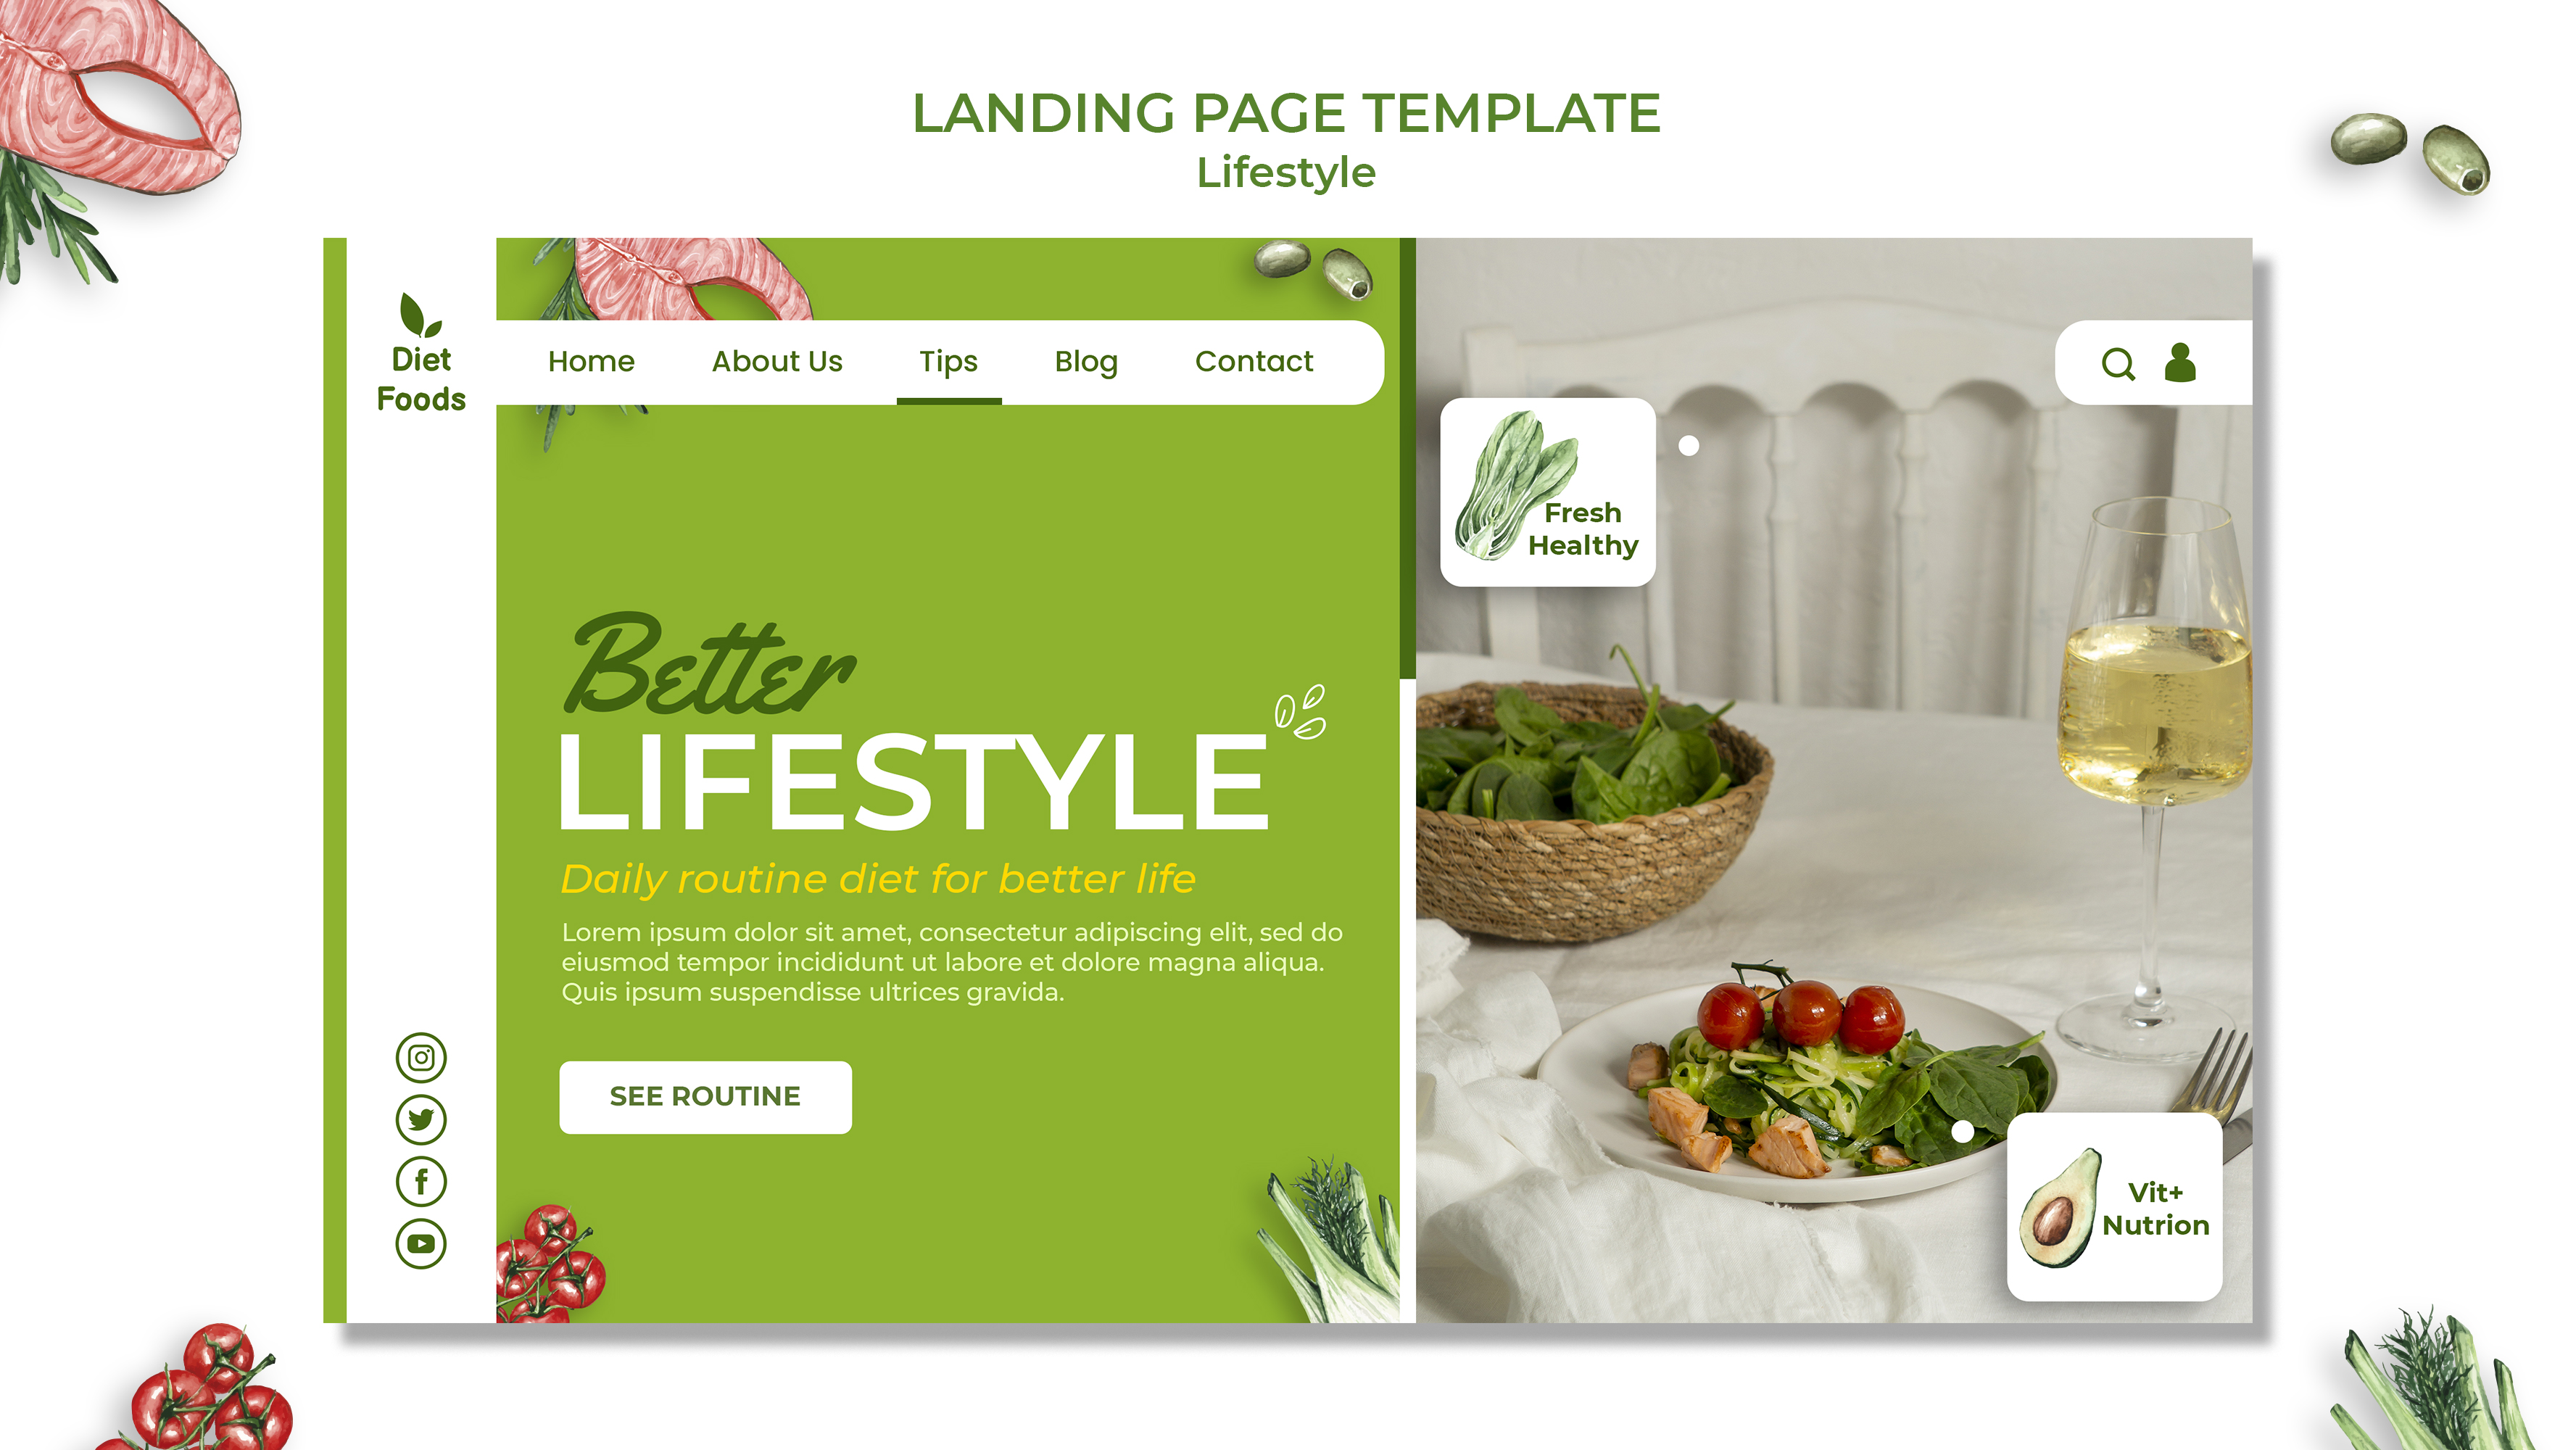 LANDING PAGE TEMPLATE
Lifestyle
Diet
Foods
Home About Us Tips Blog Contact
Fresh
Healthy
Better
LIFESTYLE
Daily routine diet for better life
Lorem ipsum dolor sit amet, consectetur adipiscing elit, sed do
eiusmod tempor incididunt ut labore et dolore magna aliqua.
Quis ipsum suspendisse ultrices gravida.
SEE ROUTINE
Vit+
Nutrion